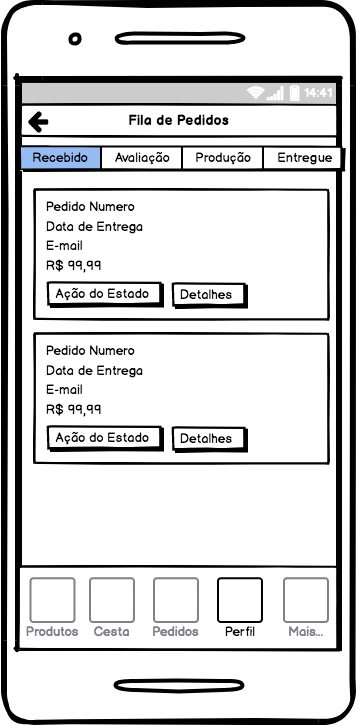 14:41
Fila de Pedidos
Recebido Avaliação Produção Entregue
Pedido Numero
Data de Entrega
E-mail
R$ 99,99
Ação do Estado Detalhes
Pedido Numero
Data de Entrega
E-mail
R$ 99,99
Ação do Estado Detalhes
Produtos Cesta Pedidos Perfil Mais...